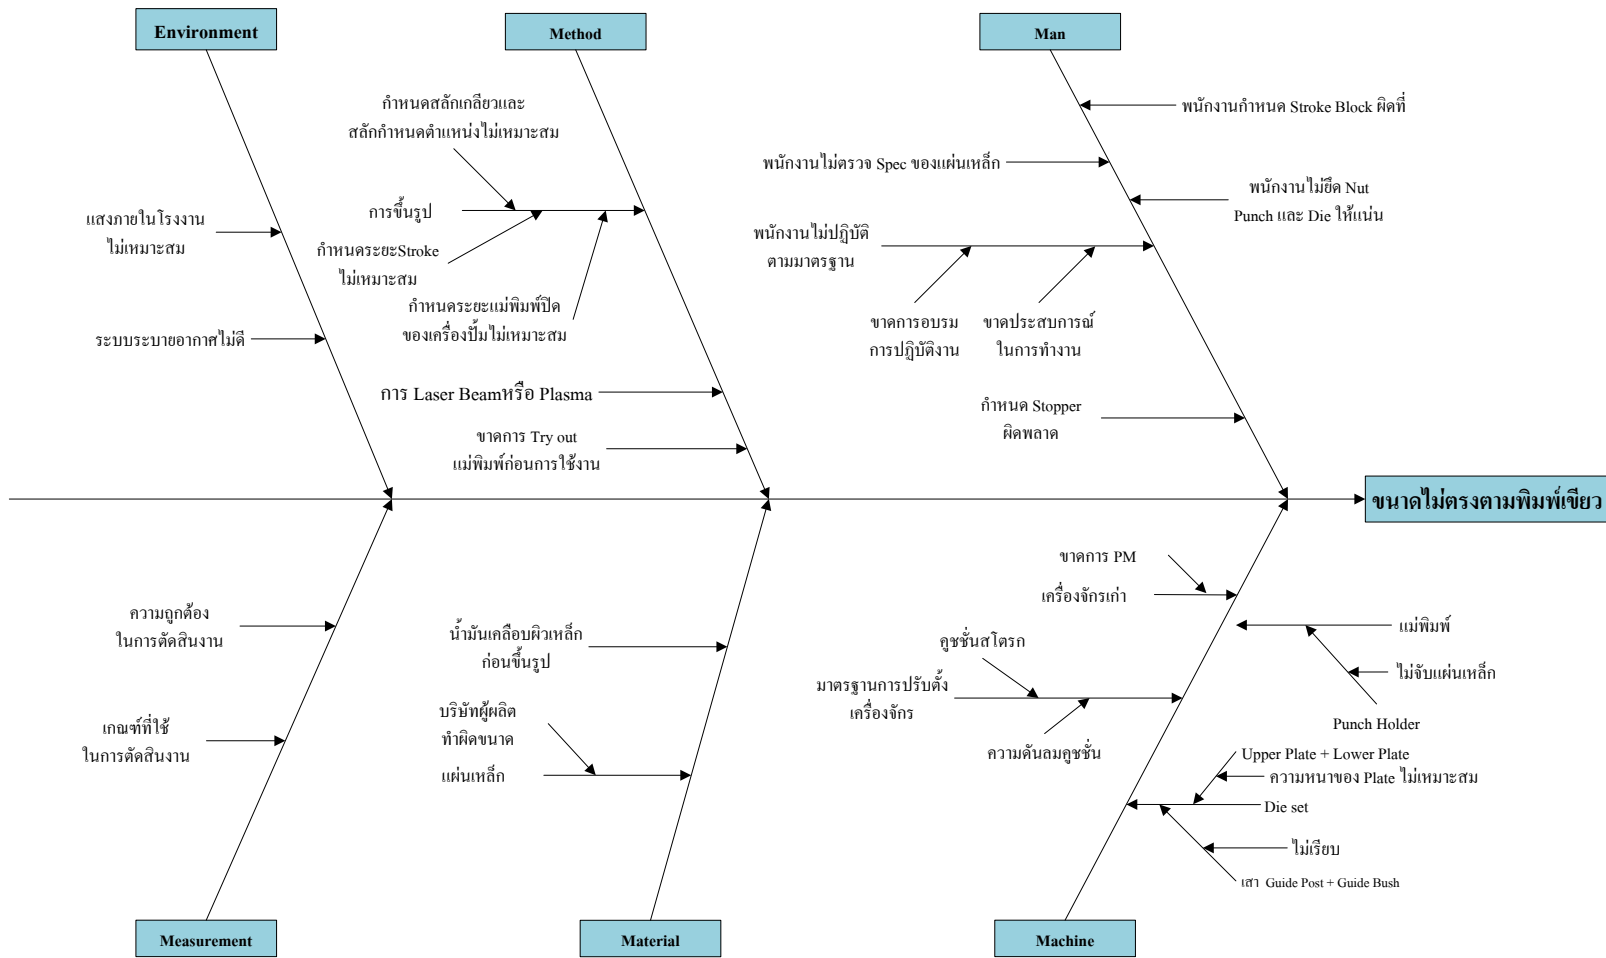 Environment
Method
Man
กำหนดสลักเกลียวและ
สลักกำหนดตำแหน่งไม่เหมาะสม
การขึ้นรูป
กำหนดระยะStroke
ไม่เหมาะสม
กำหนดระยะแม่พิมพ์ปิด
ของเครื่องปั้มไม่เหมาะสม
การ Laser Beamหรือ Plasma
ขาดการ Try out
แม่พิมพ์ก่อนการใช้งาน
แสงภายในโรงงาน
ไม่เหมาะสม
ระบบระบายอากาศไม่ดี
พนักงานกำหนด Stroke Block ผิดที่
พนักงานไม่ตรวจ Spec ของแผ่นเหล็ก
พนักงานไม่ยึด Nut
Punch และ Die ให้แน่น
พนักงานไม่ปฏิบัติ
ตามมาตรฐาน
ขาดการอบรม
การปฏิบัติงาน
ขาดประสบการณ์
ในการทำงาน
กำหนด Stopper
ผิดพลาด
ขนาดไม่ตรงตามพิมพ์เขียว
ความถูกต้อง
ในการตัดสินงาน
เกณฑ์ที่ใช้
ในการตัดสินงาน
น้ำมันเคลือบผิวเหล็ก
ก่อนขึ้นรูป
บริษัทผู้ผลิต
ทำผิดขนาด
แผ่นเหล็ก
ขาดการ PM
เครื่องจักรเก่า
แม่พิมพ์
ไม่จับแผ่นเหล็ก
Punch Holder
คูชชั่นสโตรก
มาตรฐานการปรับตั้ง
เครื่องจักร
ความดันลมคูชชั่น
Upper Plate + Lower Plate
ความหนาของ Plate ไม่เหมาะสม
Die set
ไม่เรียบ
เสา Guide Post + Guide Bush
Measurement
Material
Machine